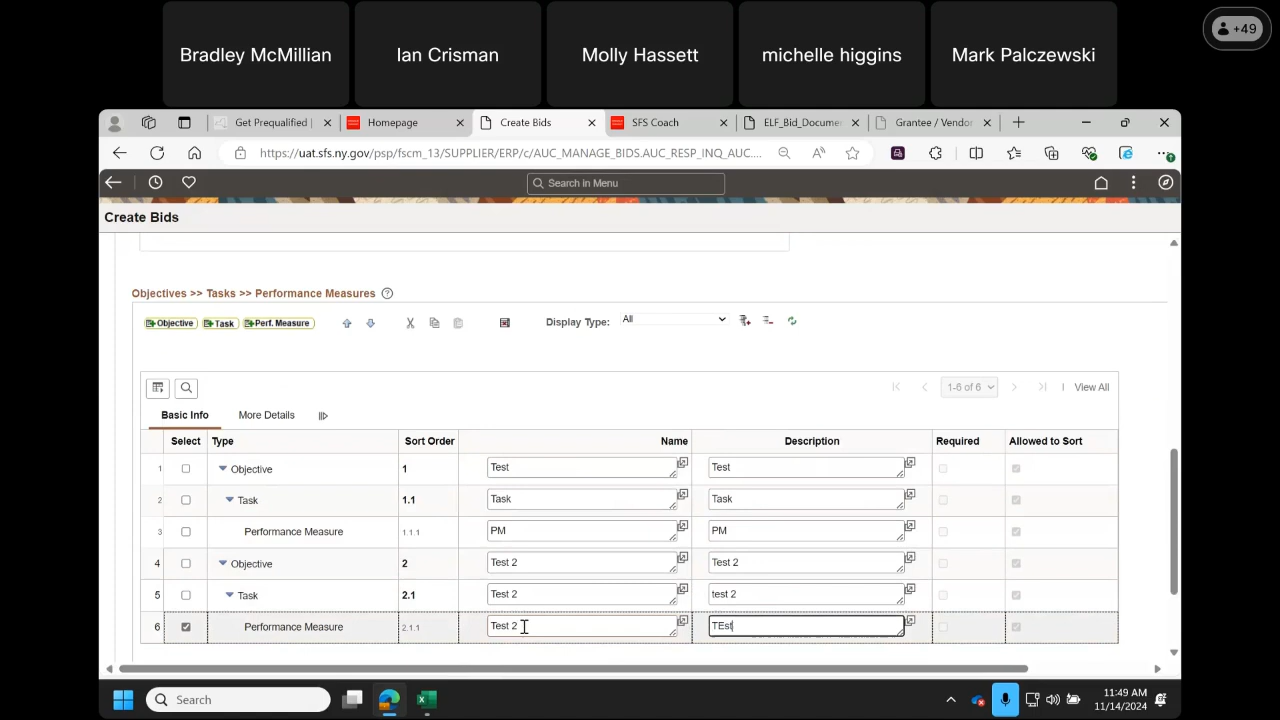 Bradley McMillian
Ian Crisman
Molly Hassett
michelle higgins
Mark Palczewski
+49
Get Prequalified |
Homepage
Create Bids
SFS Coach
ELF_Bid_Documen
Grantee / Vendor
https://uat.sfs.ny.gov/psp/fscm_13/SUPPLIER/ERP/c/AUC_MANAGE_BIDS.AUC_RESP_INQ_AUC....
Search in Menu
Create Bids
Objectives >> Tasks >> Performance Measures
Objective
Task
Perf. Measure
Display Type:
All
1-6 of 6
View All
Basic Info
More Details
Select Type Sort Order Name Description Required Allowed to Sort
1 Objective 1 Test Test
2 Task 1.1 Task Task
3 Performance Measure 1.1.1 PM PM
4 Objective 2 Test 2 Test 2
5 Task 2.1 Test 2 test 2
6 Performance Measure 2.1.1 Test 2 TEst
Search
11:49 AM
11/14/2024